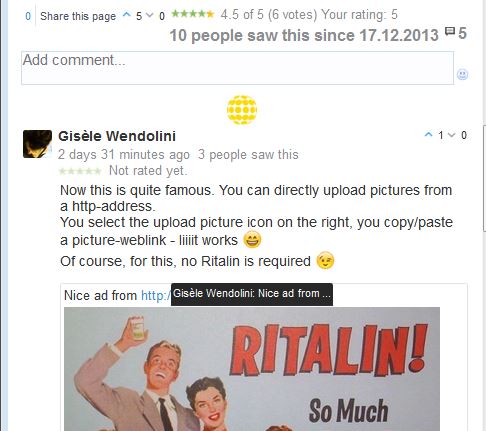 0 Share this page 5 0 4.5 of 5 (6 votes) Your rating: 5
10 people saw this since 17.12.2013 5
Add comment...
Gisèle Wendolini 1 0
2 days 31 minutes ago 3 people saw this
Not rated yet.
Now this is quite famous. You can directly upload pictures from
a http-address.
You select the upload picture icon on the right, you copy/paste
a picture-weblink - liiiit works
Of course, for this, no Ritalin is required
Nice ad from http:/ Gisèle Wendolini: Nice ad from ...
RITALIN!
So Much